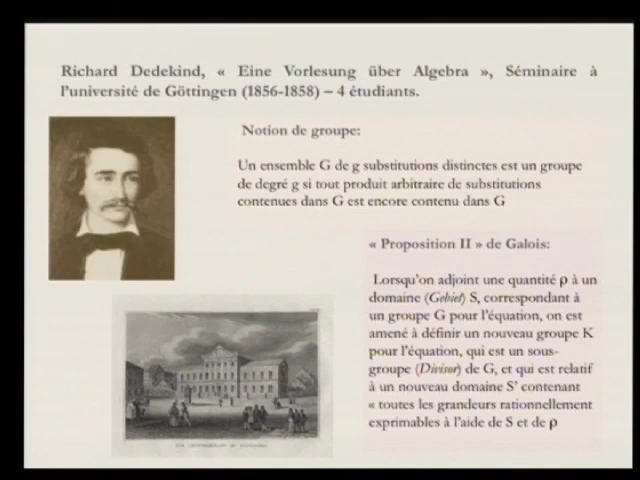 Richard Dedekind, « Eine Vorlesung über Algebra », Séminaire à
l'université de Göttingen (1856-1858) – 4 étudiants.
Notion de groupe:
Un ensemble G de g substitutions distinctes est un groupe
de degré g si tout produit arbitraire de substitutions
contenues dans G est encore contenu dans G
« Proposition II » de Galois:
Lorsqu'on adjoint une quantité ρ à un
domaine (Gebiet) S, correspondant à
un groupe G pour l'équation, on est
amené à définir un nouveau groupe K
pour l'équation, qui est un sous-
groupe (Divisor) de G, et qui est relatif
à un nouveau domaine S' contenant
« toutes les grandeurs rationnellement
exprimables à l'aide de S et de ρ